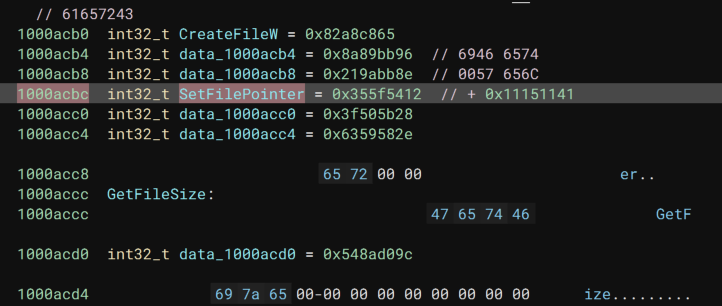 // 61657243
1000acb0 int32_t CreateFileW = 0x82a8c865
1000acb4 int32_t data_1000acb4 = 0x8a89bb96 // 6946 6574
1000acb8 int32_t data_1000acb8 = 0x219abb8e // 0057 656C
1000acbc int32_t SetFilePointer = 0x355f5412 // + 0x11151141
1000acc0 int32_t data_1000acc0 = 0x3f505b28
1000acc4 int32_t data_1000acc4 = 0x6359582e
1000acc8 65 72 00 00 er..
1000accc GetFileSize:
1000accc 47 65 74 46 GetF
1000acd0 int32_t data_1000acd0 = 0x548ad09c
1000acd4 69 7a 65 00-00 00 00 00 00 00 00 00 ize.........